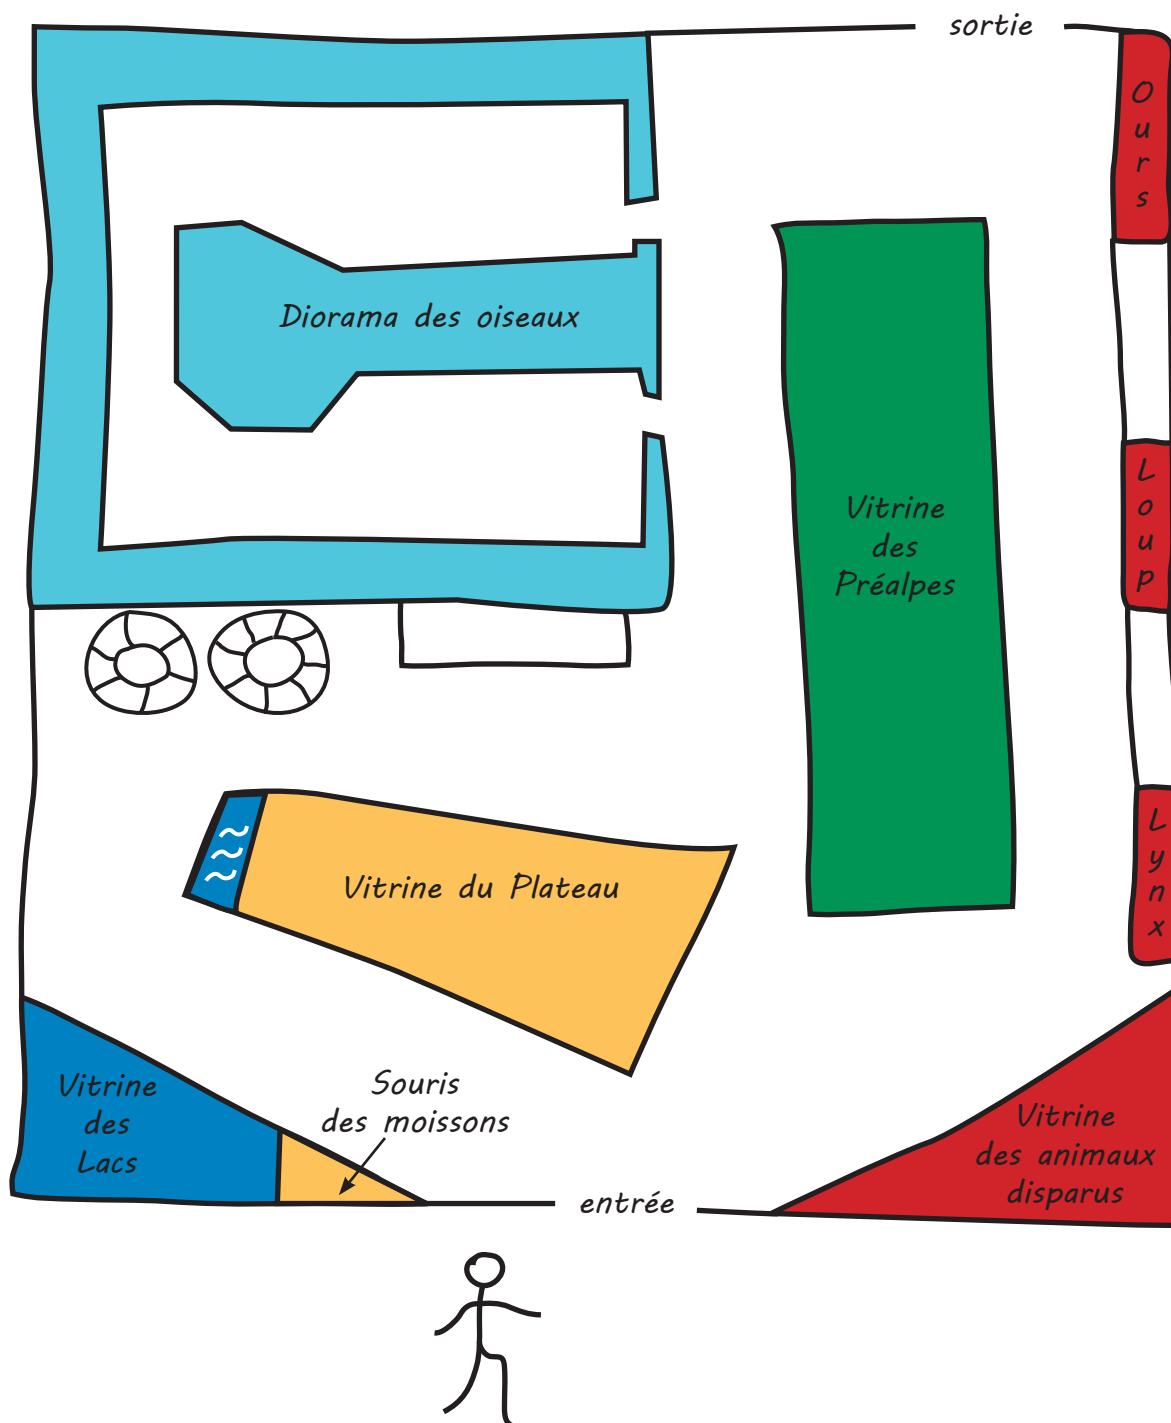 sortie
Ours
Diorama des oiseaux
Loup
Vitrine
des
Préalpes
Lynx
Vitrine du Plateau
Vitrine
des
Lacs
Souris
des moissons
Vitrine
des animaux
disparus
entrée